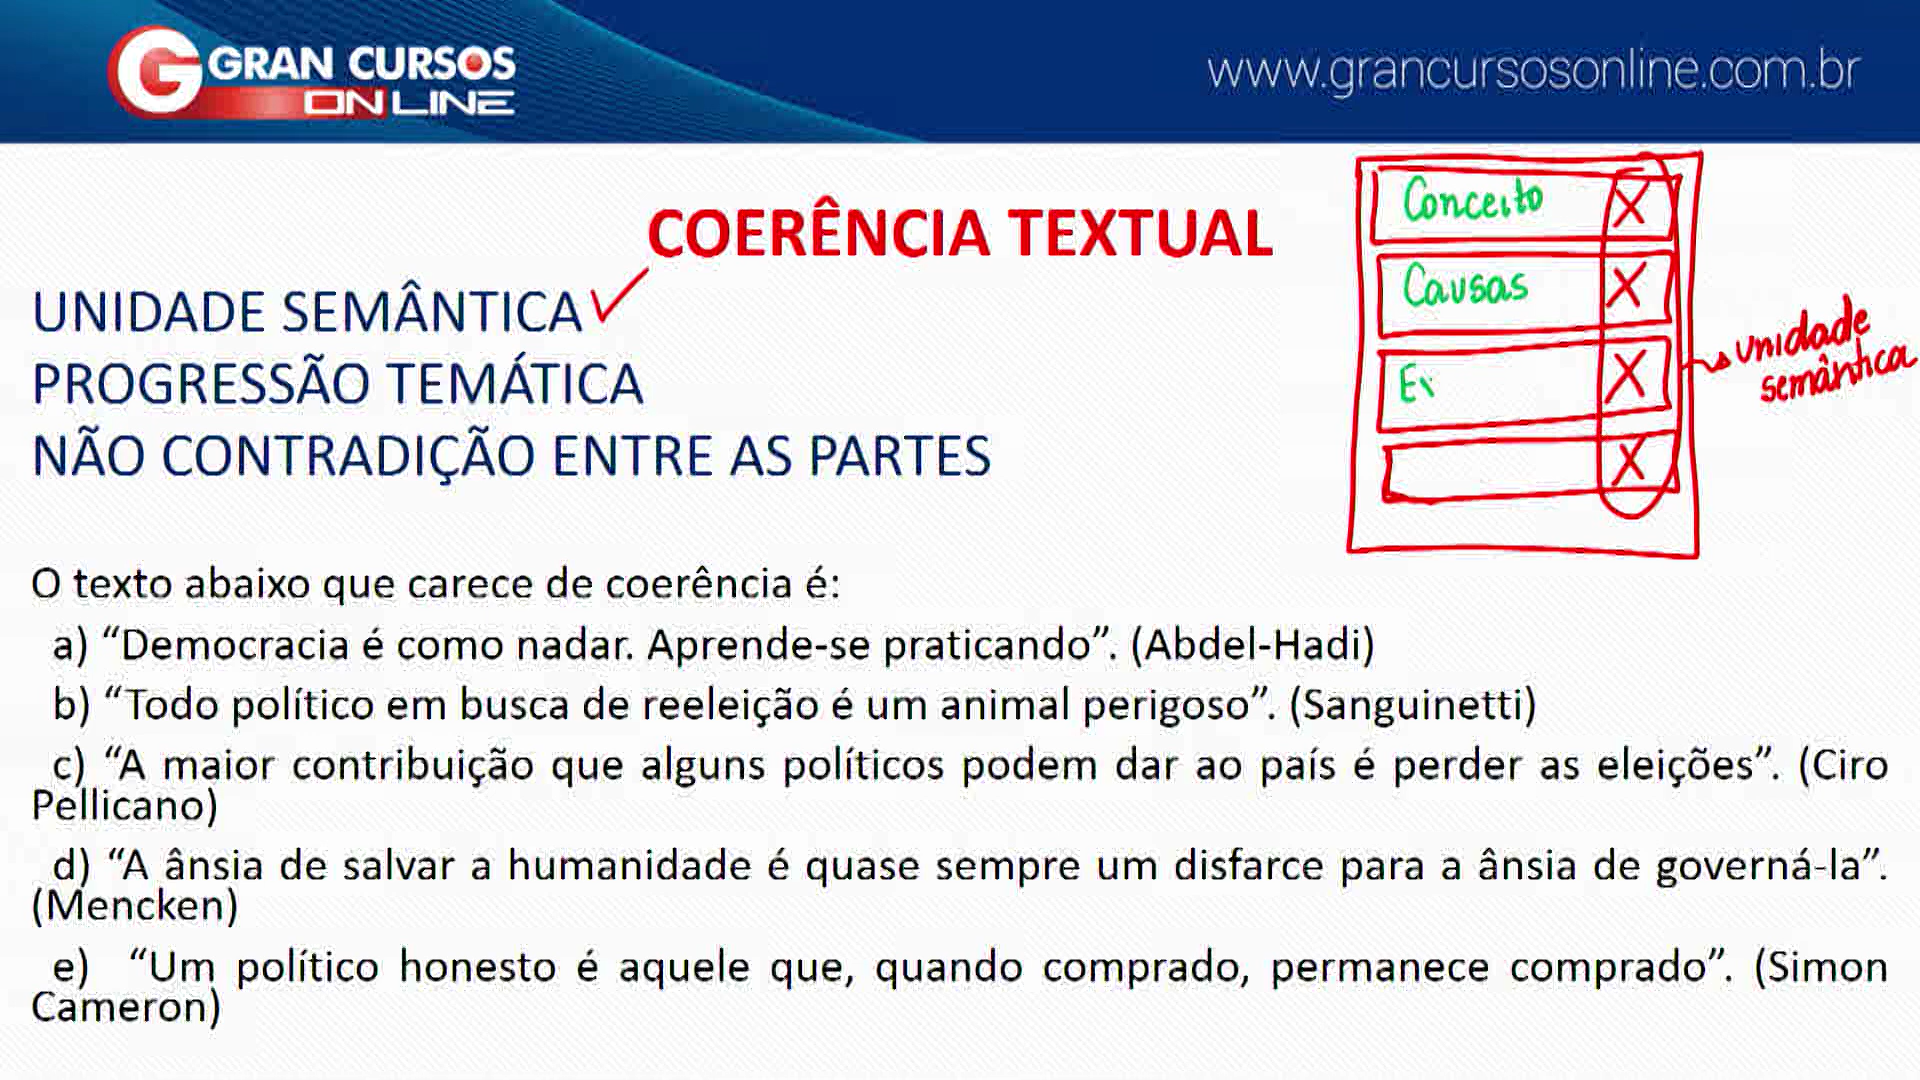 GRAN CURSOS
ONLINE
www.grancursosonline.com.br
COERÊNCIA TEXTUAL
UNIDADE SEMÂNTICA
PROGRESSÃO TEMÁTICA
NÃO CONTRADIÇÃO ENTRE AS PARTES
Conceito X
Causas X
X
X
unidade
semântica
O texto abaixo que carece de coerência é:
a) “Democracia é como nadar. Aprende-se praticando”. (Abdel-Hadi)
b) “Todo político em busca de reeleição é um animal perigoso”. (Sanguinetti)
c) “A maior contribuição que alguns políticos podem dar ao país é perder as eleições”. (Ciro
Pellicano)
d) “A ânsia de salvar a humanidade é quase sempre um disfarce para a ânsia de governá-la”.
(Mencken)
e) “Um político honesto é aquele que, quando comprado, permanece comprado”. (Simon
Cameron)